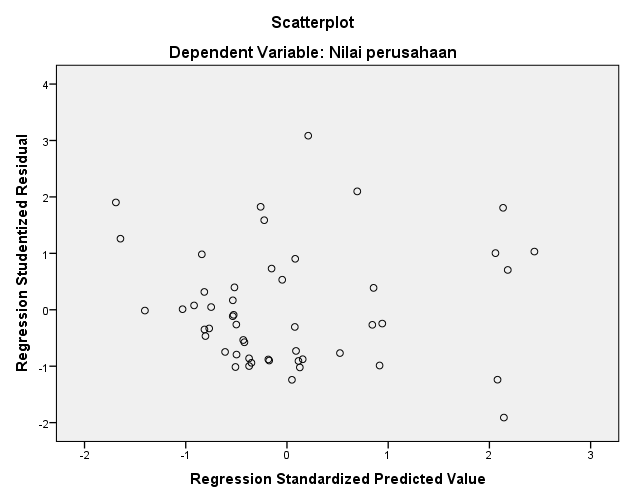 Scatterplot
Dependent Variable: Nilai perusahaan
Regression Studentized Residual
4
3
2
1
0
-1
-2
-2 -1 0 1 2 3
Regression Standardized Predicted Value